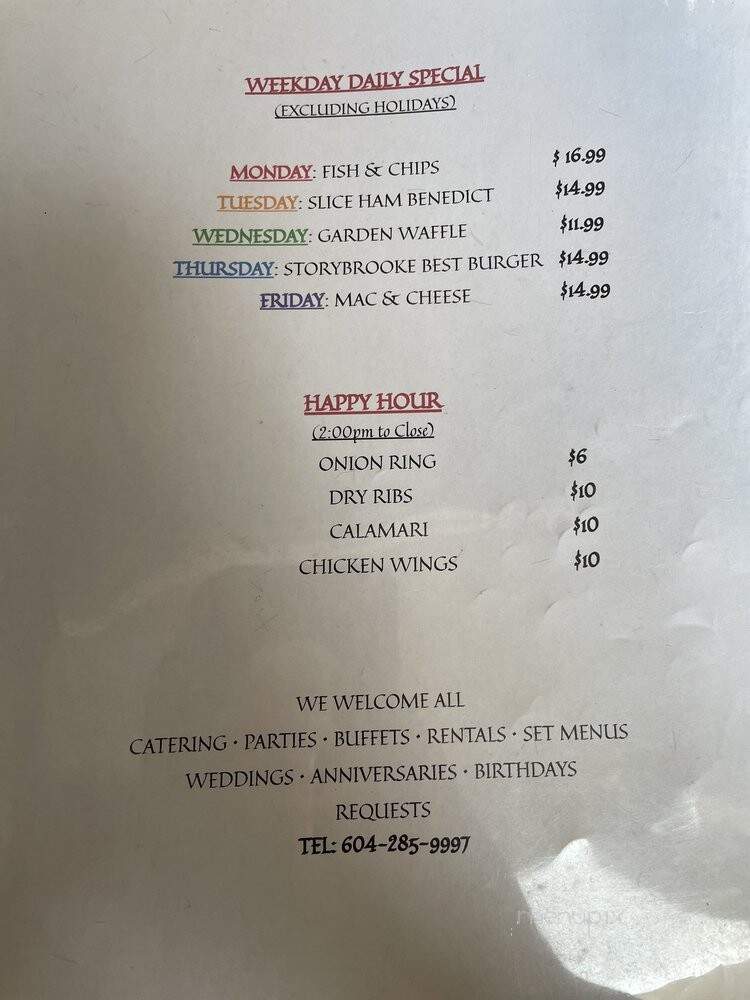 WEEKDAY DAILY SPECIAL
(EXCLUDING HOLIDAYS)
MONDAY: FISH & CHIPS $ 16.99
TUESDAY: SLICE HAM BENEDICT $14.99
WEDNESDAY: GARDEN WAFFLE $11.99
THURSDAY: STORYBROOKE BEST BURGER $14.99
FRIDAY: MAC & CHEESE $14.99
HAPPY HOUR
(2:00pm to Close)
ONION RING $6
DRY RIBS $10
CALAMARI $10
CHICKEN WINGS $10
WE WELCOME ALL
CATERING · PARTIES · BUFFETS · RENTALS · SET MENUS
WEDDINGS · ANNIVERSARIES · BIRTHDAYS
REQUESTS
TEL: 604-285-9997
menupix